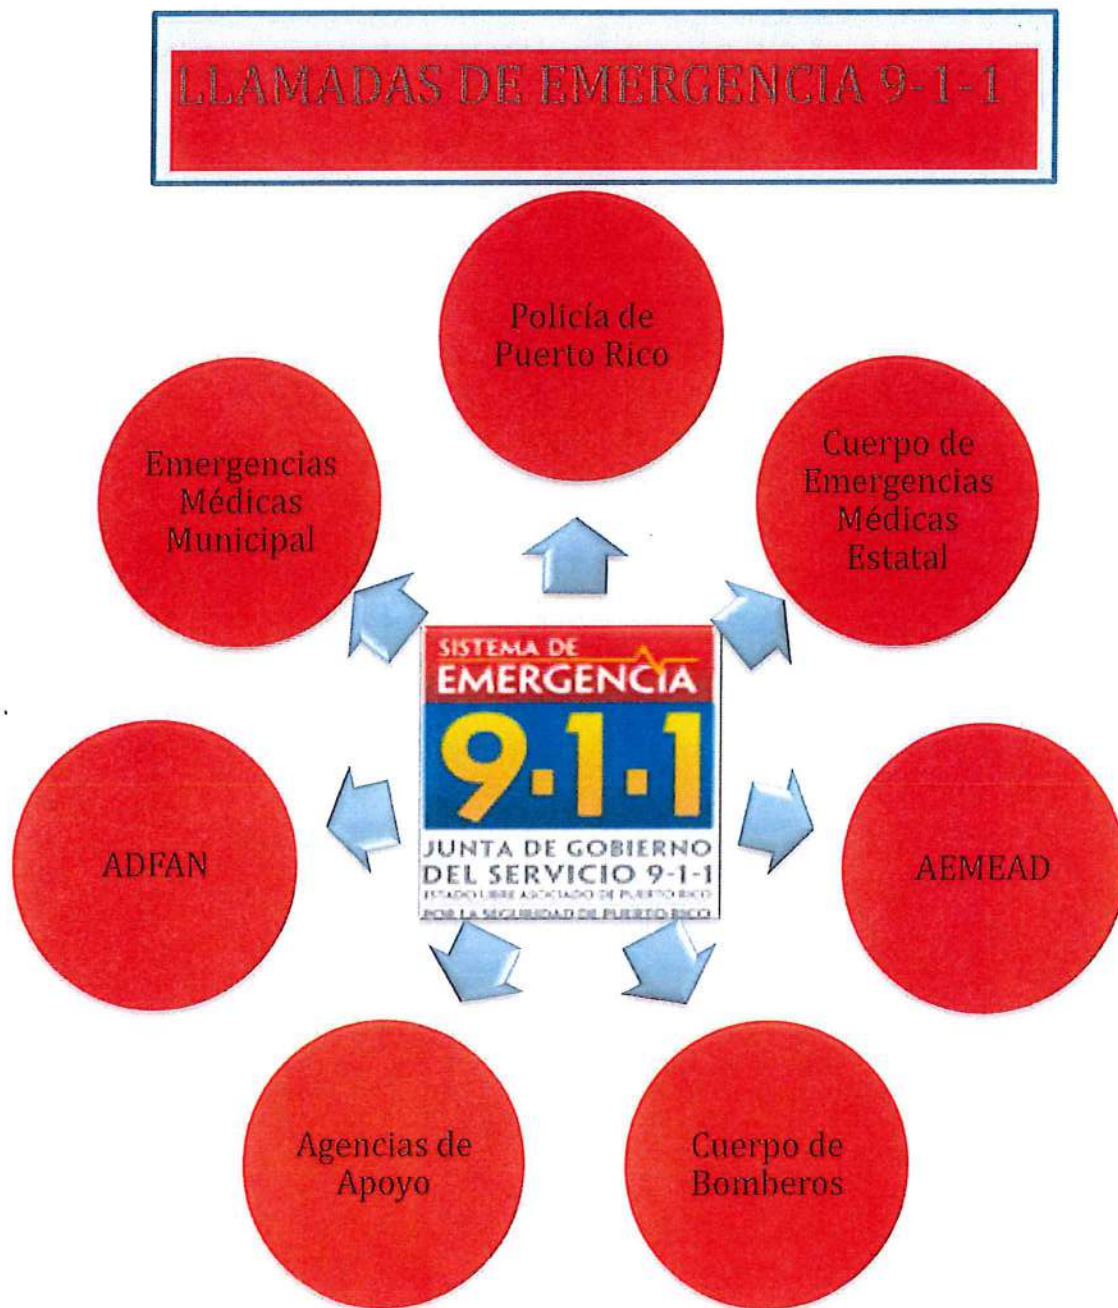 LLAMADAS DE EMERGENCIA 9-1-1
Policía de
Puerto Rico
Emergencias
Médicas
Municipal
Cuerpo de
Emergencias
Médicas
Estatal
SISTEMA DE
EMERGENCIA
9·1·1
JUNTA DE GOBIERNO
DEL SERVICIO 9-1-1
ESTADO LIBRE ASOCIADO DE PUERTO RICO
POR LA SEGURIDAD DE PUERTO RICO
ADFAN
AEMEAD
Agencias de
Apoyo
Cuerpo de
Bomberos